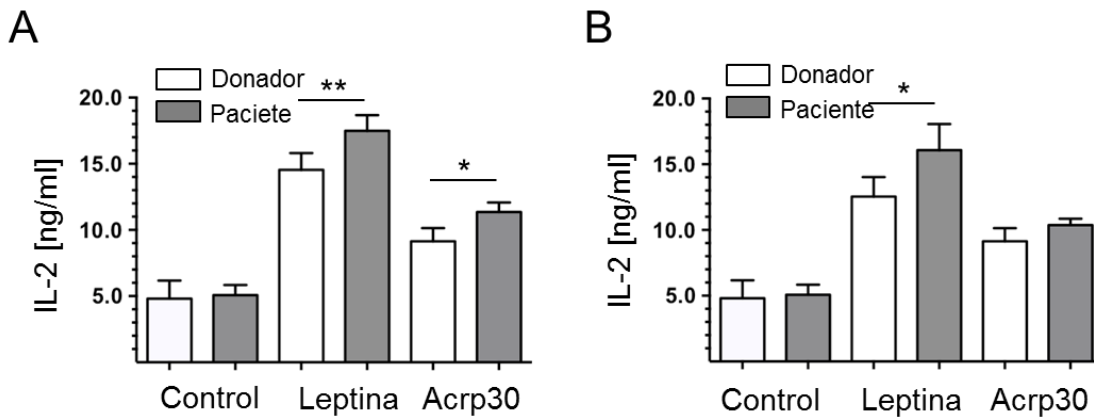 A
Donador
Paciete
**
*
20.0
15.0
10.0
5.0
IL-2 [ng/ml]
Control Leptina Acrp30
B
Donador
Paciente
*
20.0
15.0
10.0
5.0
IL-2 [ng/ml]
Control Leptina Acrp30